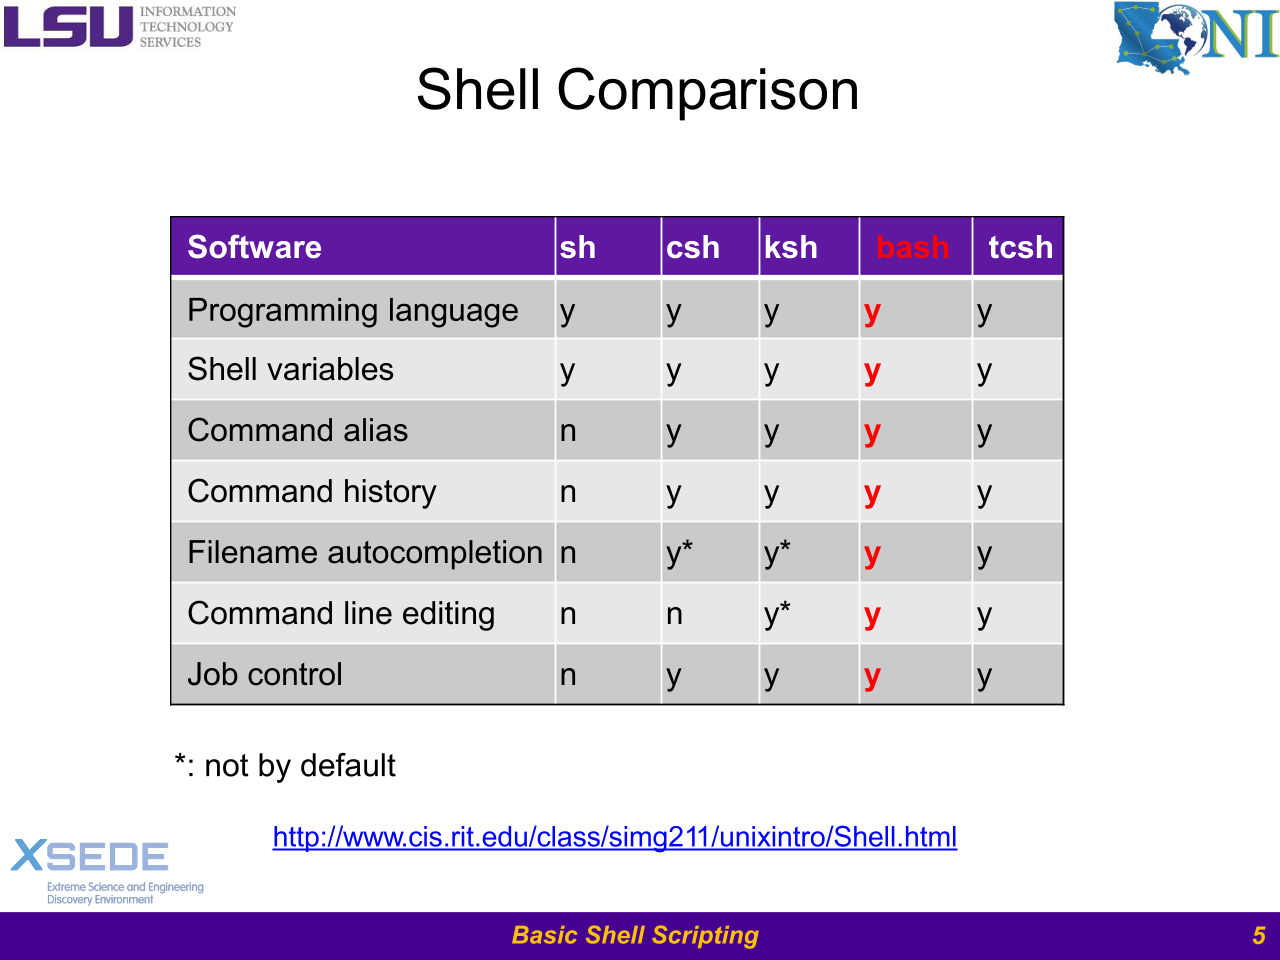 LSU INFORMATION
TECHNOLOGY
SERVICES
LONI
Shell Comparison
Software sh csh ksh bash tcsh
Programming language y y y y y
Shell variables y y y y y
Command alias n y y y y
Command history n y y y y
Filename autocompletion n y* y* y y
Command line editing n n y* y y
Job control n y y y y
*: not by default
http://www.cis.rit.edu/class/simg211/unixintro/Shell.html
XSEDE
Extreme Science and Engineering
Discovery Environment
Basic Shell Scripting 5